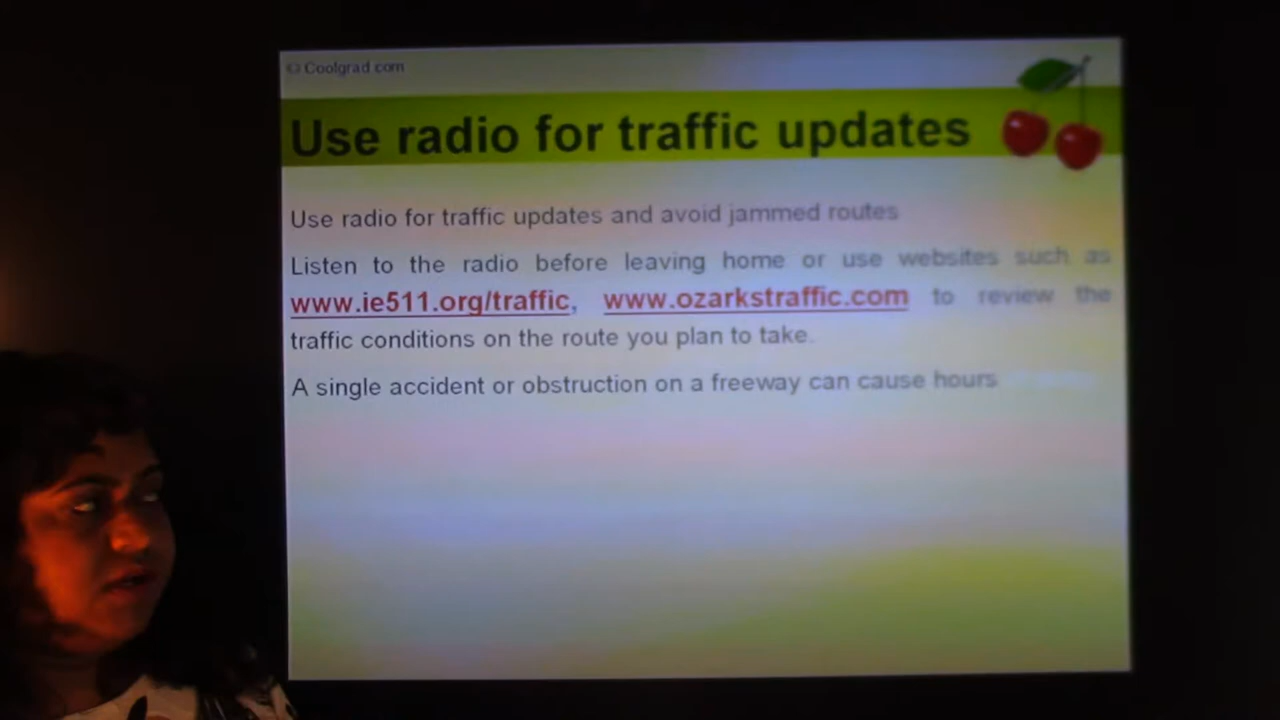 © Coolgrad.com
Use radio for traffic updates
Use radio for traffic updates and avoid jammed routes
Listen to the radio before leaving home or use websites such as
www.ie511.org/traffic, www.ozarkstraffic.com to review the
traffic conditions on the route you plan to take.
A single accident or obstruction on a freeway can cause hours